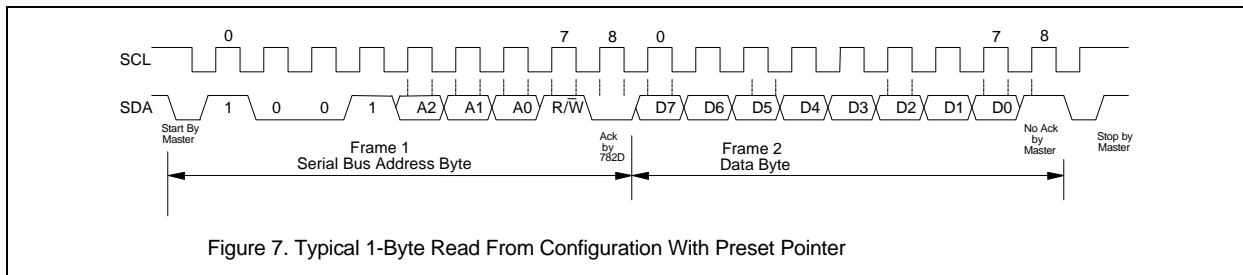 0 7 8 0 7 8
SCL
SDA 1 0 0 1 A2 A1 A0 R/W̅ D7 D6 D5 D4 D3 D2 D1 D0
Start By
Master
Ack
by
782D
No Ack
by
Master
Stop by
Master
Frame 1
Serial Bus Address Byte
Frame 2
Data Byte
Figure 7. Typical 1-Byte Read From Configuration With Preset Pointer